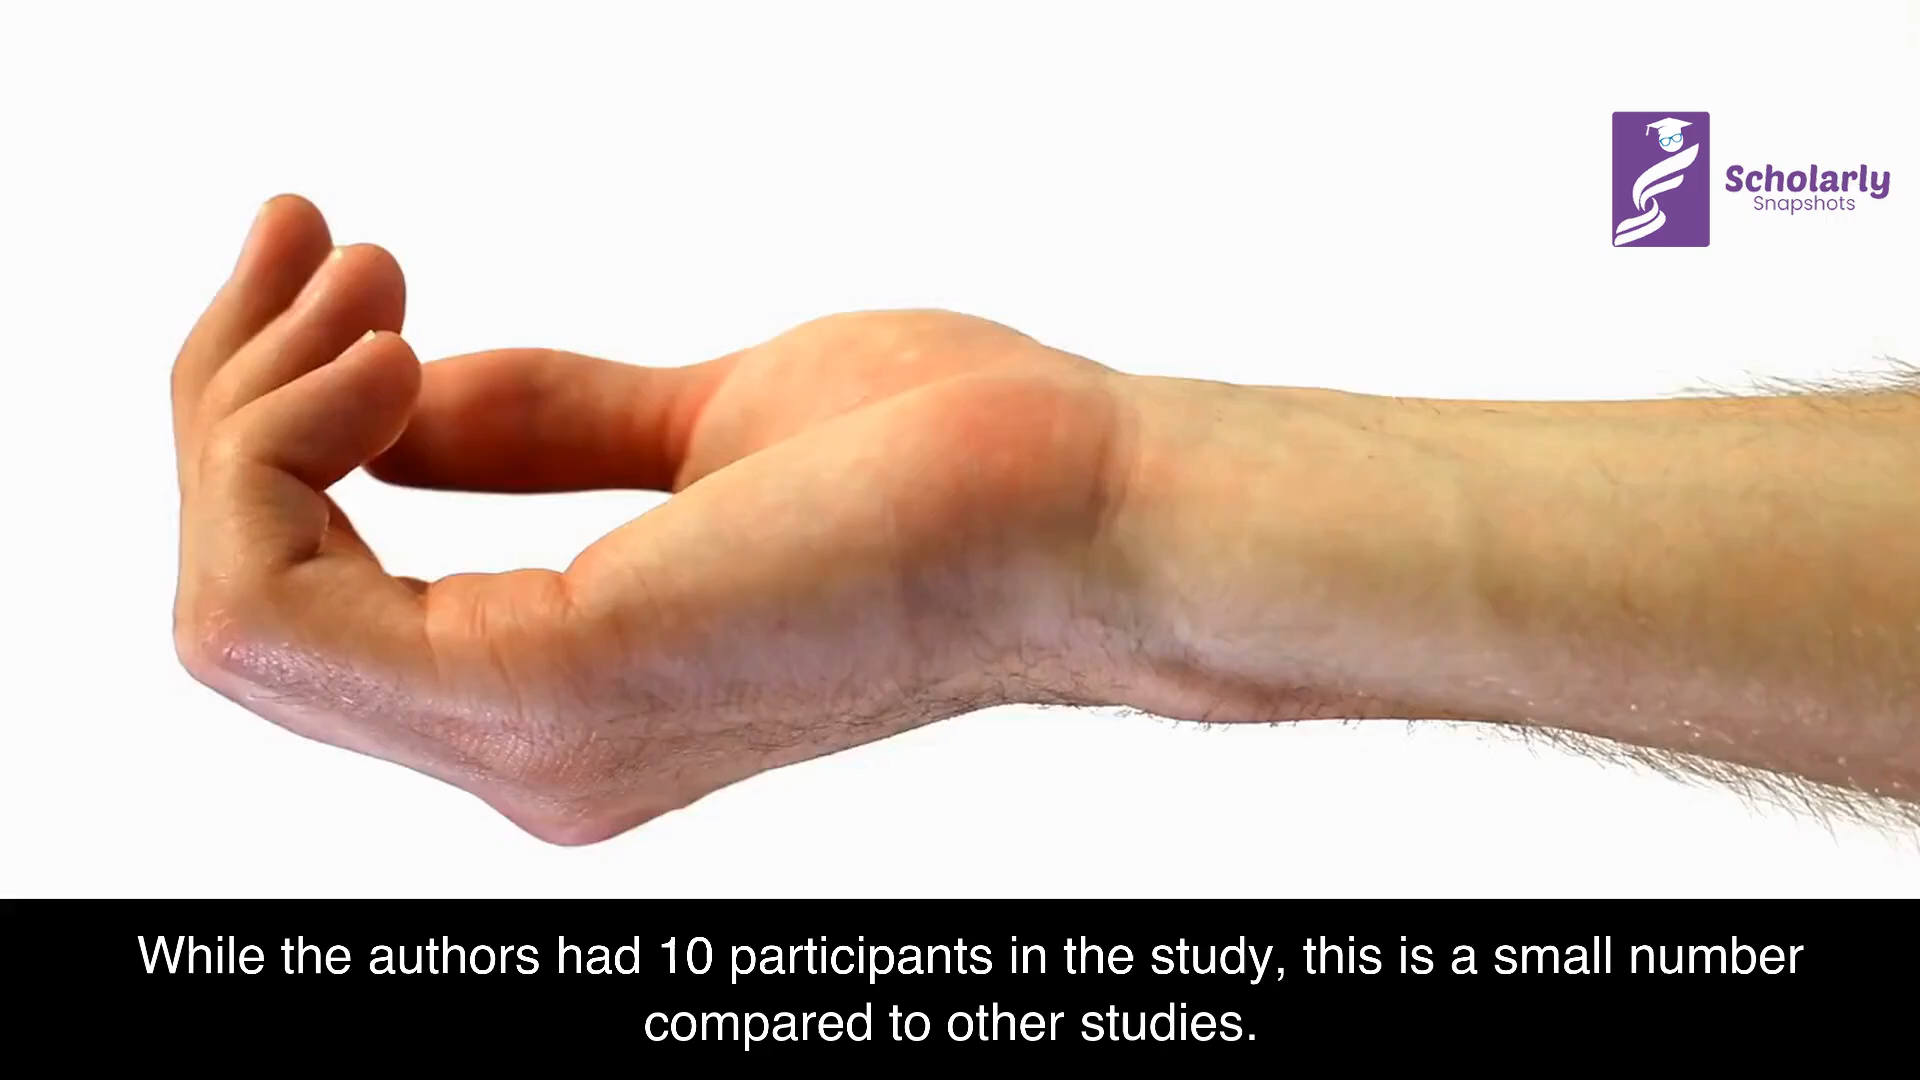 Scholarly
Snapshots
While the authors had 10 participants in the study, this is a small number
compared to other studies.